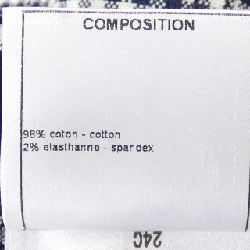 COMPOSITION
98% coton - cotton
2% elasthanne - spandex
24C